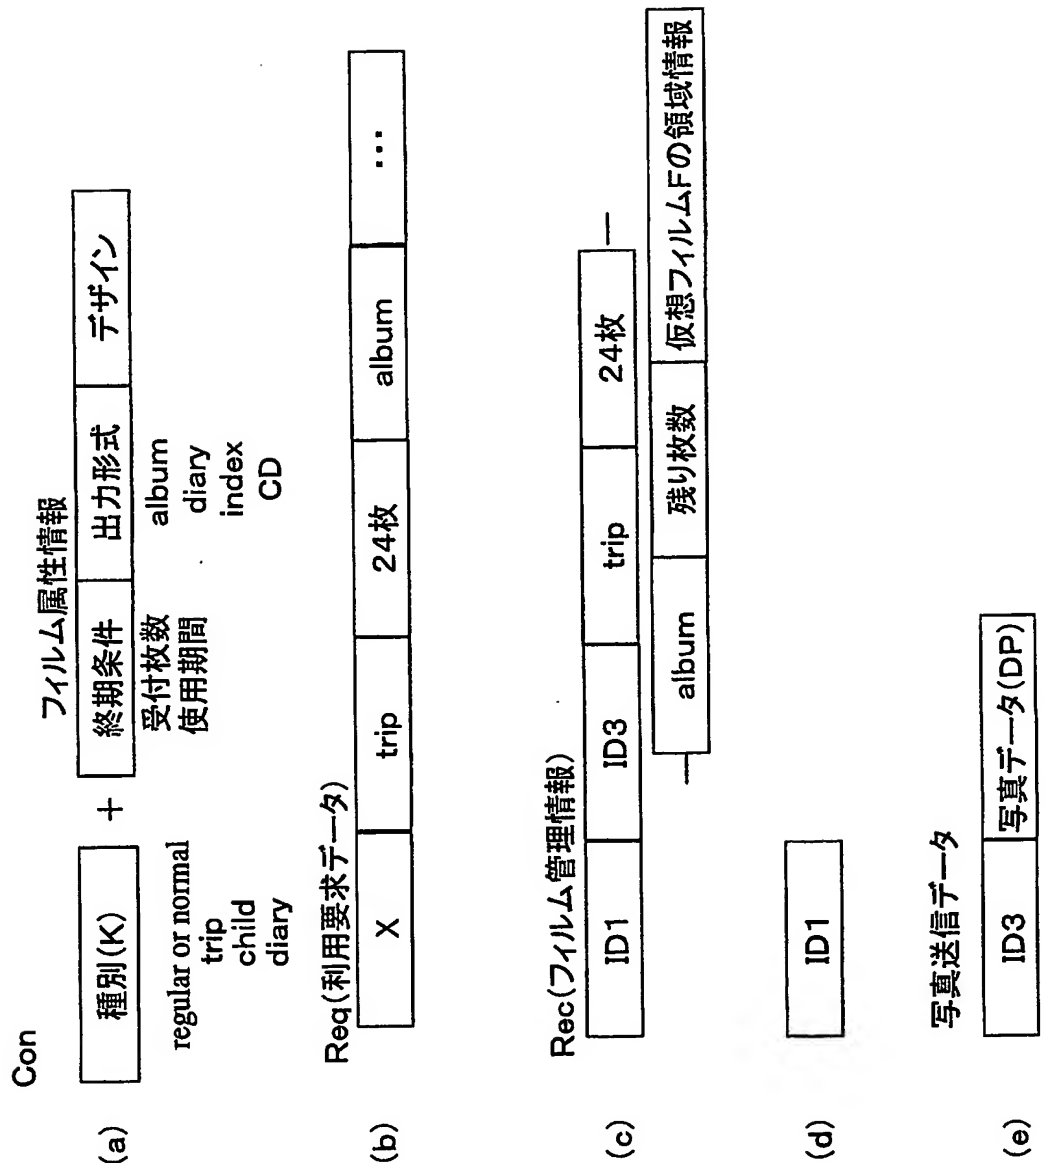 Con
フィルム属性情報
(a) 種別(K) + 終期条件 出力形式 デザイン
regular or normal
trip
child
diary
受付枚数
使用期間
album
diary
index
CD
Req(利用要求データ)
(b) X trip 24枚 album ...
Rec(フィルム管理情報)
(c) ID1 ID3 trip 24枚
album 残り枚数 仮想フィルムFの領域情報
(d) ID1
写真送信データ
(e) ID3 写真データ(DP)